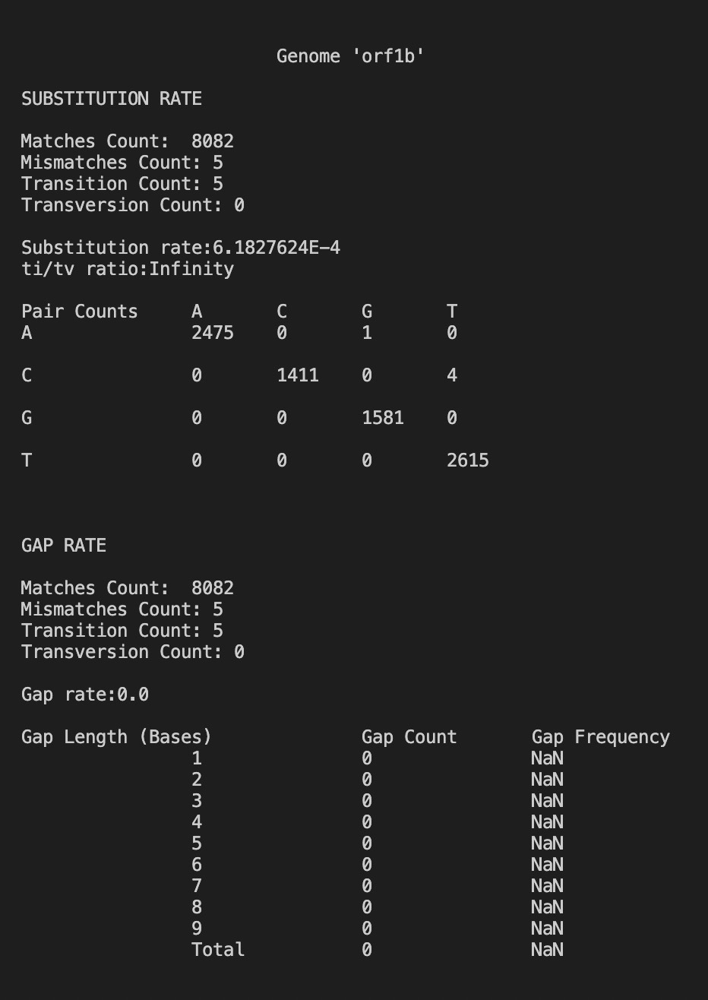 Genome 'orf1b'
SUBSTITUTION RATE
Matches Count:  8082
Mismatches Count: 5
Transition Count: 5
Transversion Count: 0
Substitution rate:6.1827624E-4
ti/tv ratio:Infinity
Pair Counts     A       C       G       T
A               2475    0       1       0
C               0       1411    0       4
G               0       0       1581    0
T               0       0       0       2615
GAP RATE
Matches Count:  8082
Mismatches Count: 5
Transition Count: 5
Transversion Count: 0
Gap rate:0.0
Gap Length (Bases)              Gap Count       Gap Frequency
                1               0               NaN
                2               0               NaN
                3               0               NaN
                4               0               NaN
                5               0               NaN
                6               0               NaN
                7               0               NaN
                8               0               NaN
                9               0               NaN
                Total           0               NaN